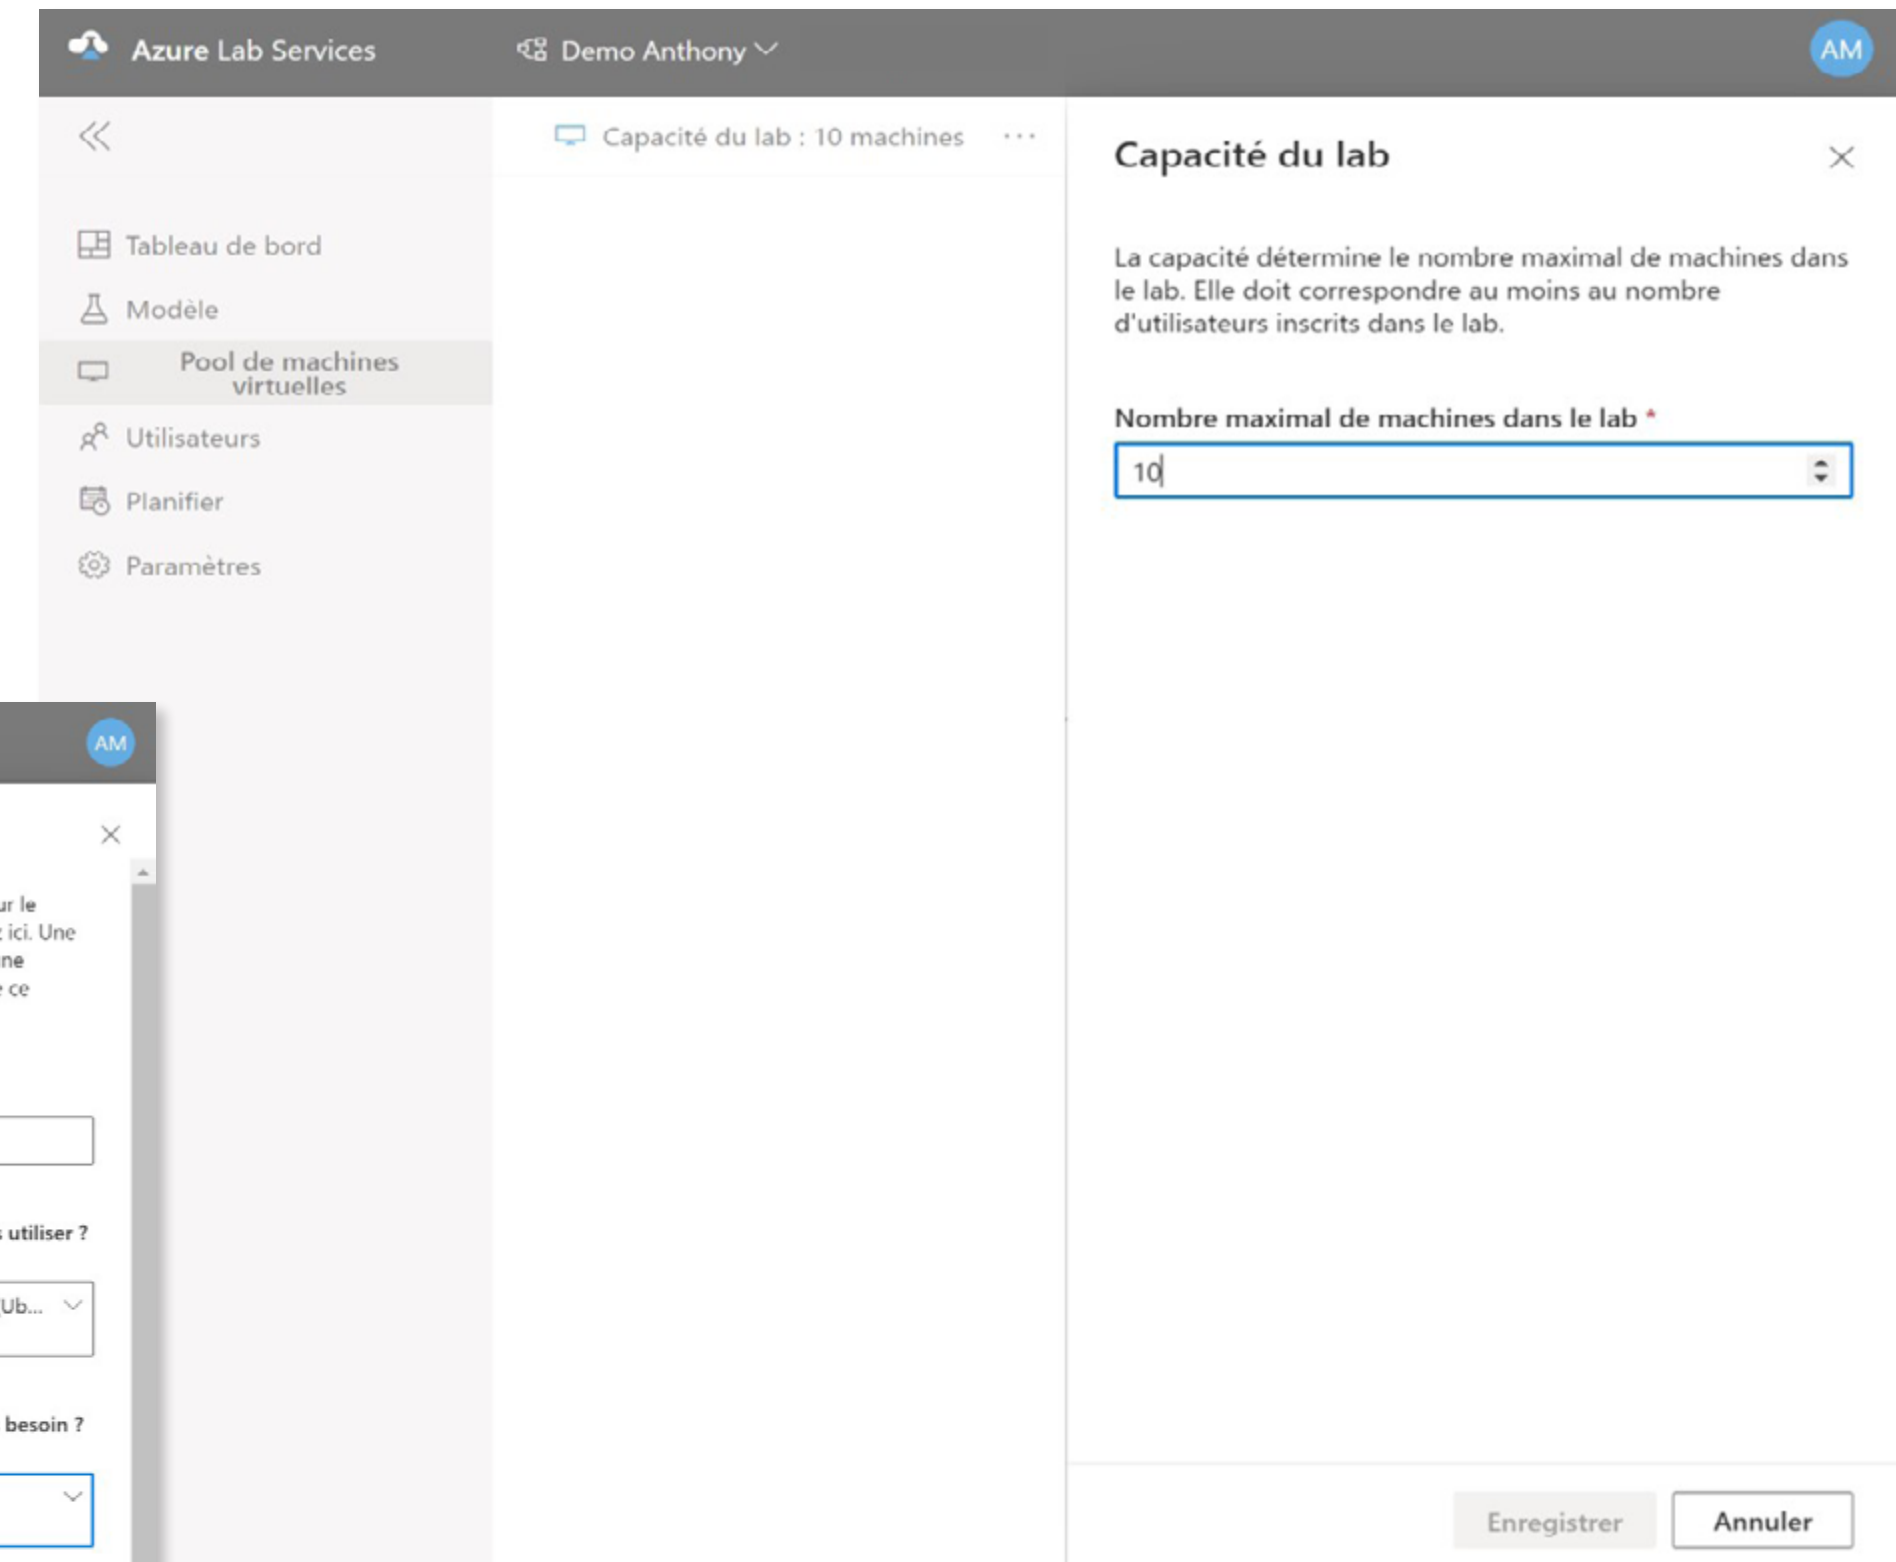 Azure Lab Services
Demo Anthony
AM
Capacité du lab : 10 machines
Tableau de bord
Modèle
Pool de machines
virtuelles
Utilisateurs
Planifier
Paramètres
Capacité du lab
La capacité détermine le nombre maximal de machines dans
le lab. Elle doit correspondre au moins au nombre
d'utilisateurs inscrits dans le lab.
Nombre maximal de machines dans le lab *
10
Enregistrer
Annuler
AM
le
ici. Une
ce
utiliser ?
Ub...
besoin ?